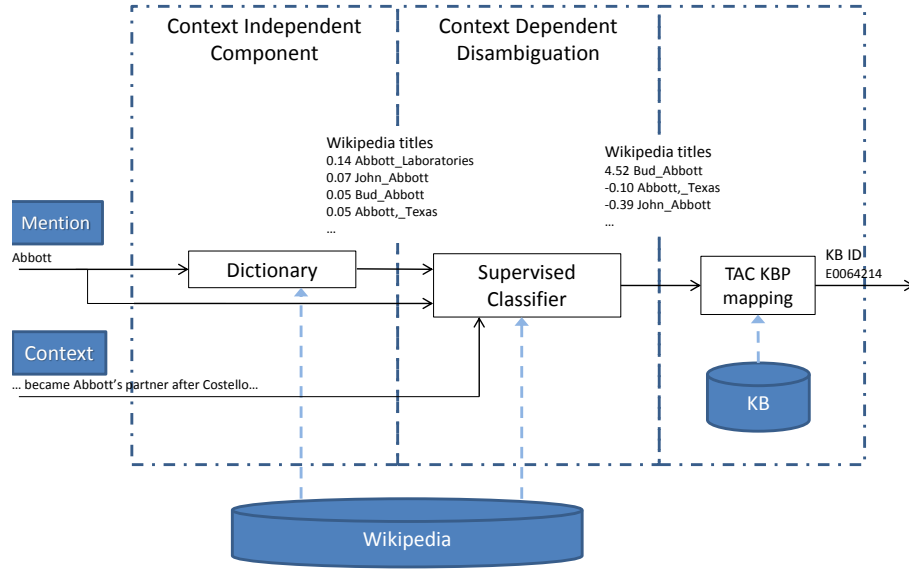 Context Independent
Component
Context Dependent
Disambiguation
Wikipedia titles
0.14 Abbott_Laboratories
0.07 John_Abbott
0.05 Bud_Abbott
0.05 Abbott,_Texas
…
Wikipedia titles
4.52 Bud_Abbott
-0.10 Abbott,_Texas
-0.39 John_Abbott
…
Mention
Abbott
Dictionary
Supervised
Classifier
TAC KBP
mapping
KB ID
E0064214
Context
… became Abbott's partner after Costello…
KB
Wikipedia